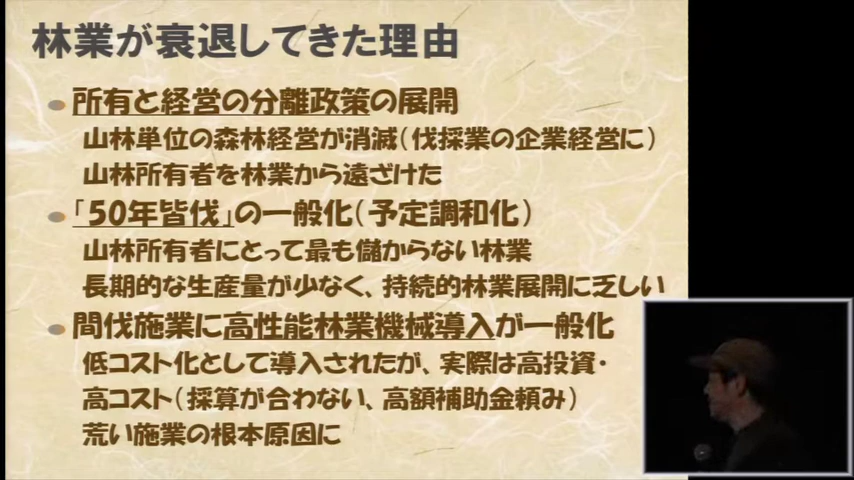 林業が衰退してきた理由
所有と経営の分離政策の展開
山林単位の森林経営が消滅（伐採業の企業経営に）
山林所有者を林業から遠ざけた
「50年皆伐」の一般化（予定調和化）
山林所有者にとって最も儲からない林業
長期的な生産量が少なく、持続的林業展開に乏しい
間伐施業に高性能林業機械導入が一般化
低コスト化として導入されたが、実際は高投資・
高コスト（採算が合わない、高額補助金頼み）
荒い施業の根本原因に